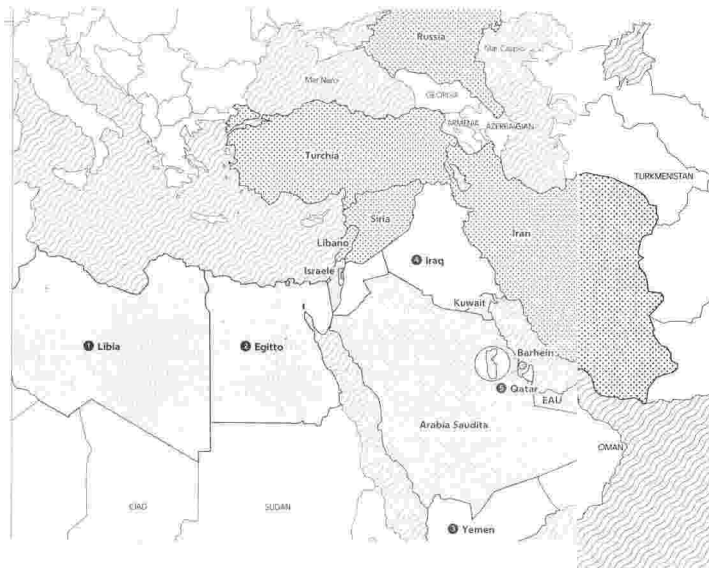 Russia
Mar Caspio
Mar Nero
GEORGIA
ARMENIA
AZERBAIGIAN
Turchia
TURKMENISTAN
Siria
Libano
Iran
Israele
4 Iraq
Kuwait
1 Libia
2 Egitto
Barhein
5 Qatar
EAU
Arabia Saudita
OMAN
CIAD
SUDAN
3 Yemen